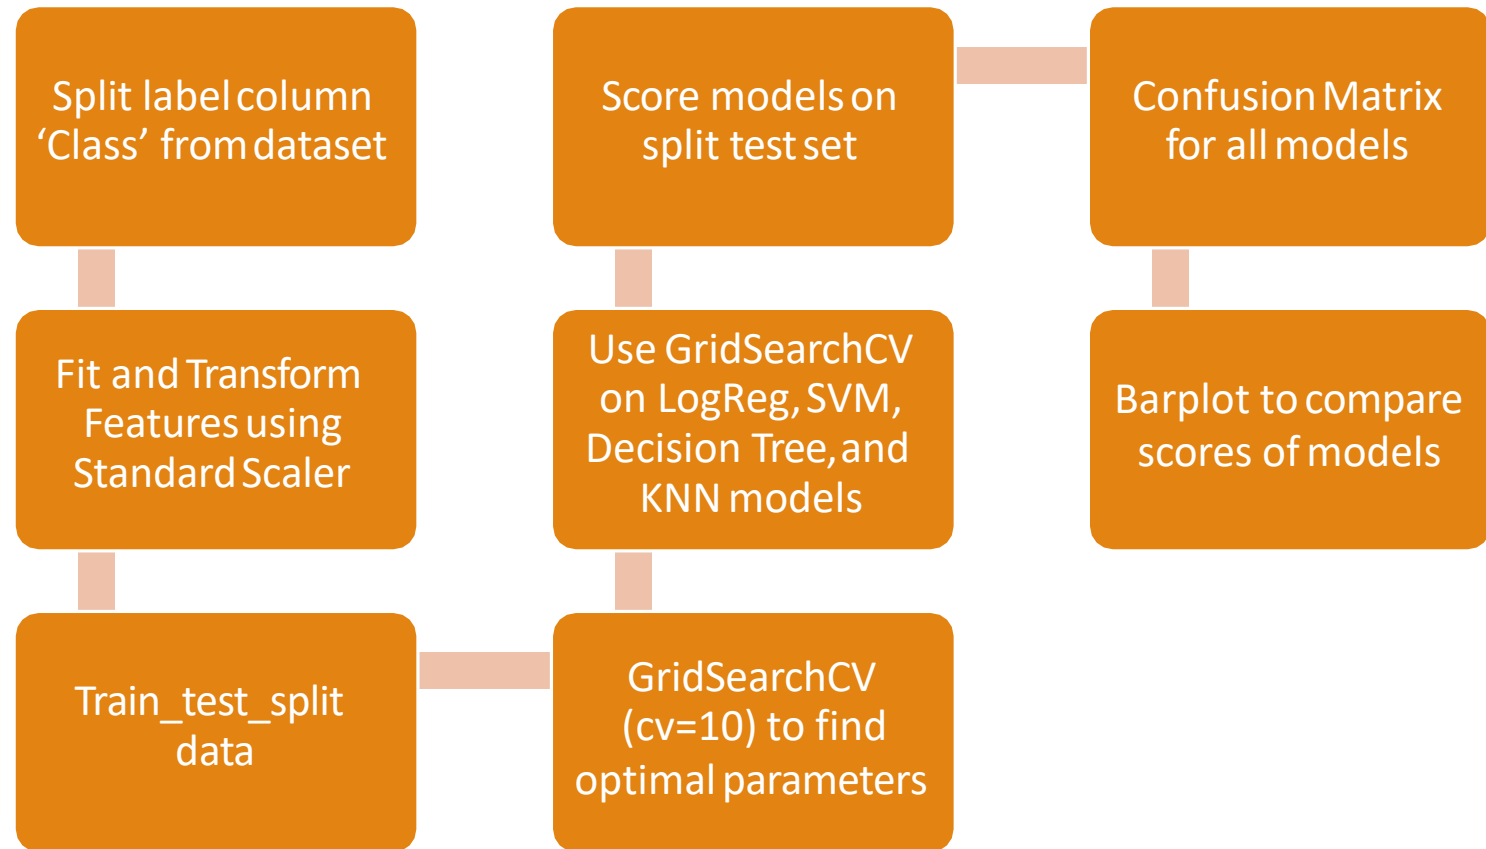 Split label column
‘Class’ from dataset
Fit and Transform
Features using
Standard Scaler
Train_test_split
data
GridSearchCV
(cv=10) to find
optimal parameters
Use GridSearchCV
on LogReg, SVM,
Decision Tree, and
KNN models
Score models on
split test set
Confusion Matrix
for all models
Barplot to compare
scores of models